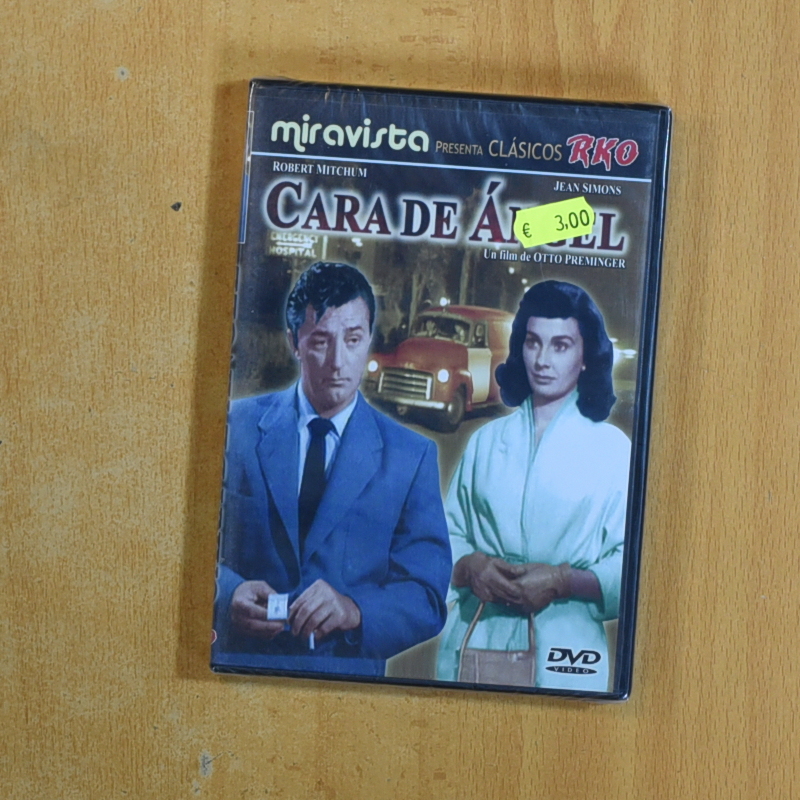 miravista PRESENTA CLÁSICOS RKO
ROBERT MITCHUM
JEAN SIMONS
CARA DE
€ 3,00
Un film de OTTO PREMINGER
EMERGENCY
HOSPITAL
DVD
VIDEO